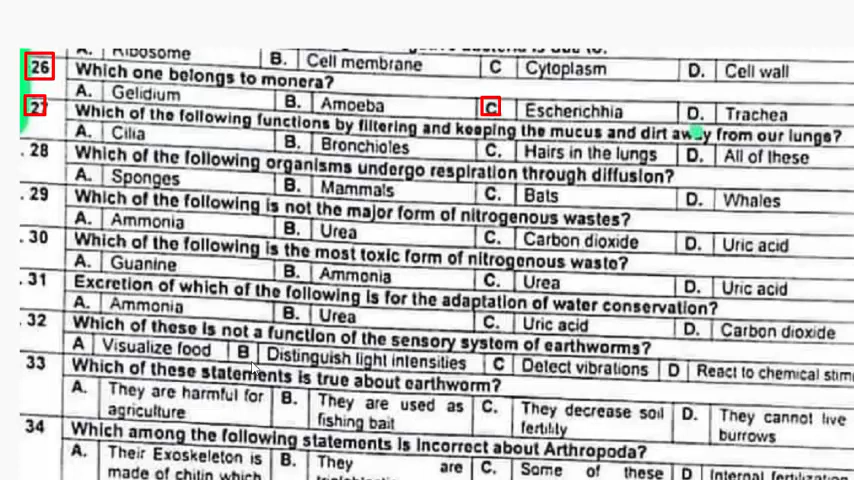 A. Ribosome B. Cell membrane C Cytoplasm D. Cell wall
26 Which one belongs to monera?
A. Gelidium B. Amoeba C Escherichhia D. Trachea
27 Which of the following functions by filtering and keeping the mucus and dirt away from our lungs?
A. Cilia B. Bronchioles C. Hairs in the lungs D. All of these
. 28 Which of the following organisms undergo respiration through diffusion?
A. Sponges B. Mammals C. Bats D. Whales
. 29 Which of the following is not the major form of nitrogenous wastes?
A. Ammonia B. Urea C. Carbon dioxide D. Uric acid
. 30 Which of the following is the most toxic form of nitrogenous waste?
A. Guanine B. Ammonia C. Urea D. Uric acid
. 31 Excretion of which of the following is for the adaptation of water conservation?
A. Ammonia B. Urea C. Uric acid D. Carbon dioxide
. 32 Which of these is not a function of the sensory system of earthworms?
A Visualize food B Distinguish light intensities C Detect vibrations D React to chemical
33 Which of these statements is true about earthworm?
A. They are harmful for B. They are used as C. They decrease soil D. They cannot live
agriculture fishing bait fertility burrows
34 Which among the following statements is Incorrect about Arthropoda?
A. Their Exoskeleton is B. They are C. Some of these D Internal
made of chitin which